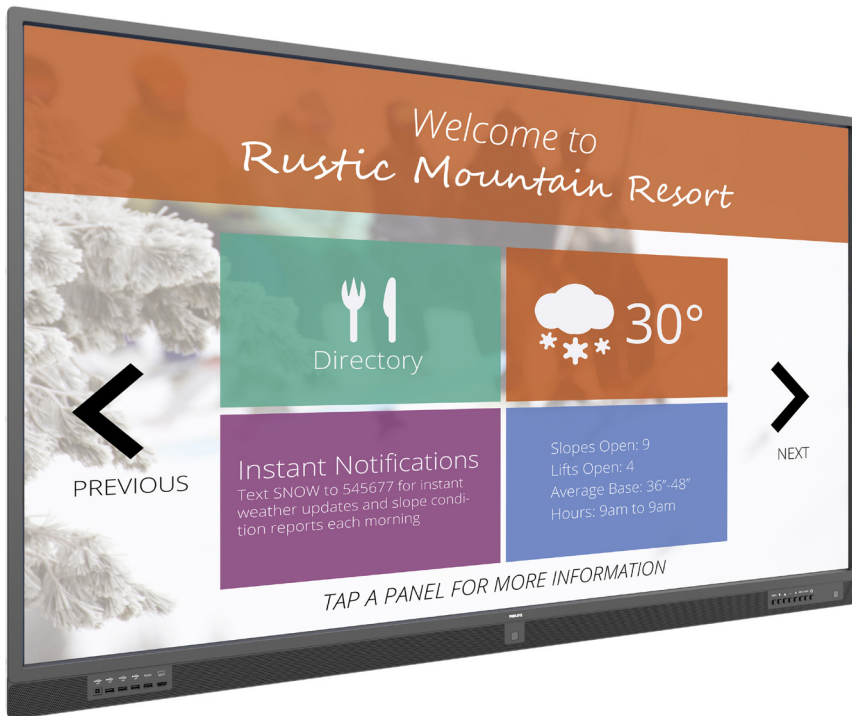 Welcome to
Rustic Mountain Resort
Directory
30°
Instant Notifications
Text SNOW to 545677 for instant
weather updates and slope condi-
tion reports each morning
Slopes Open: 9
Lifts Open: 4
Average Base: 36”-48”
Hours: 9am to 9am
PREVIOUS
NEXT
TAP A PANEL FOR MORE INFORMATION
PHILIPS